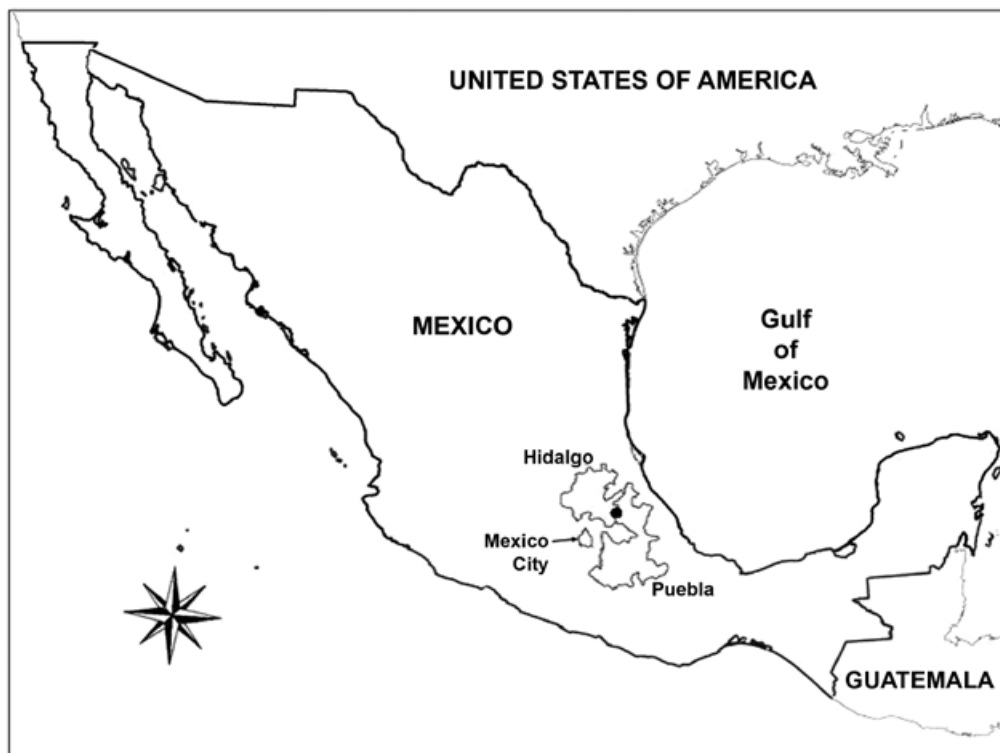 UNITED STATES OF AMERICA
MEXICO
Gulf
of
Mexico
Hidalgo
Mexico
City
Puebla
GUATEMALA